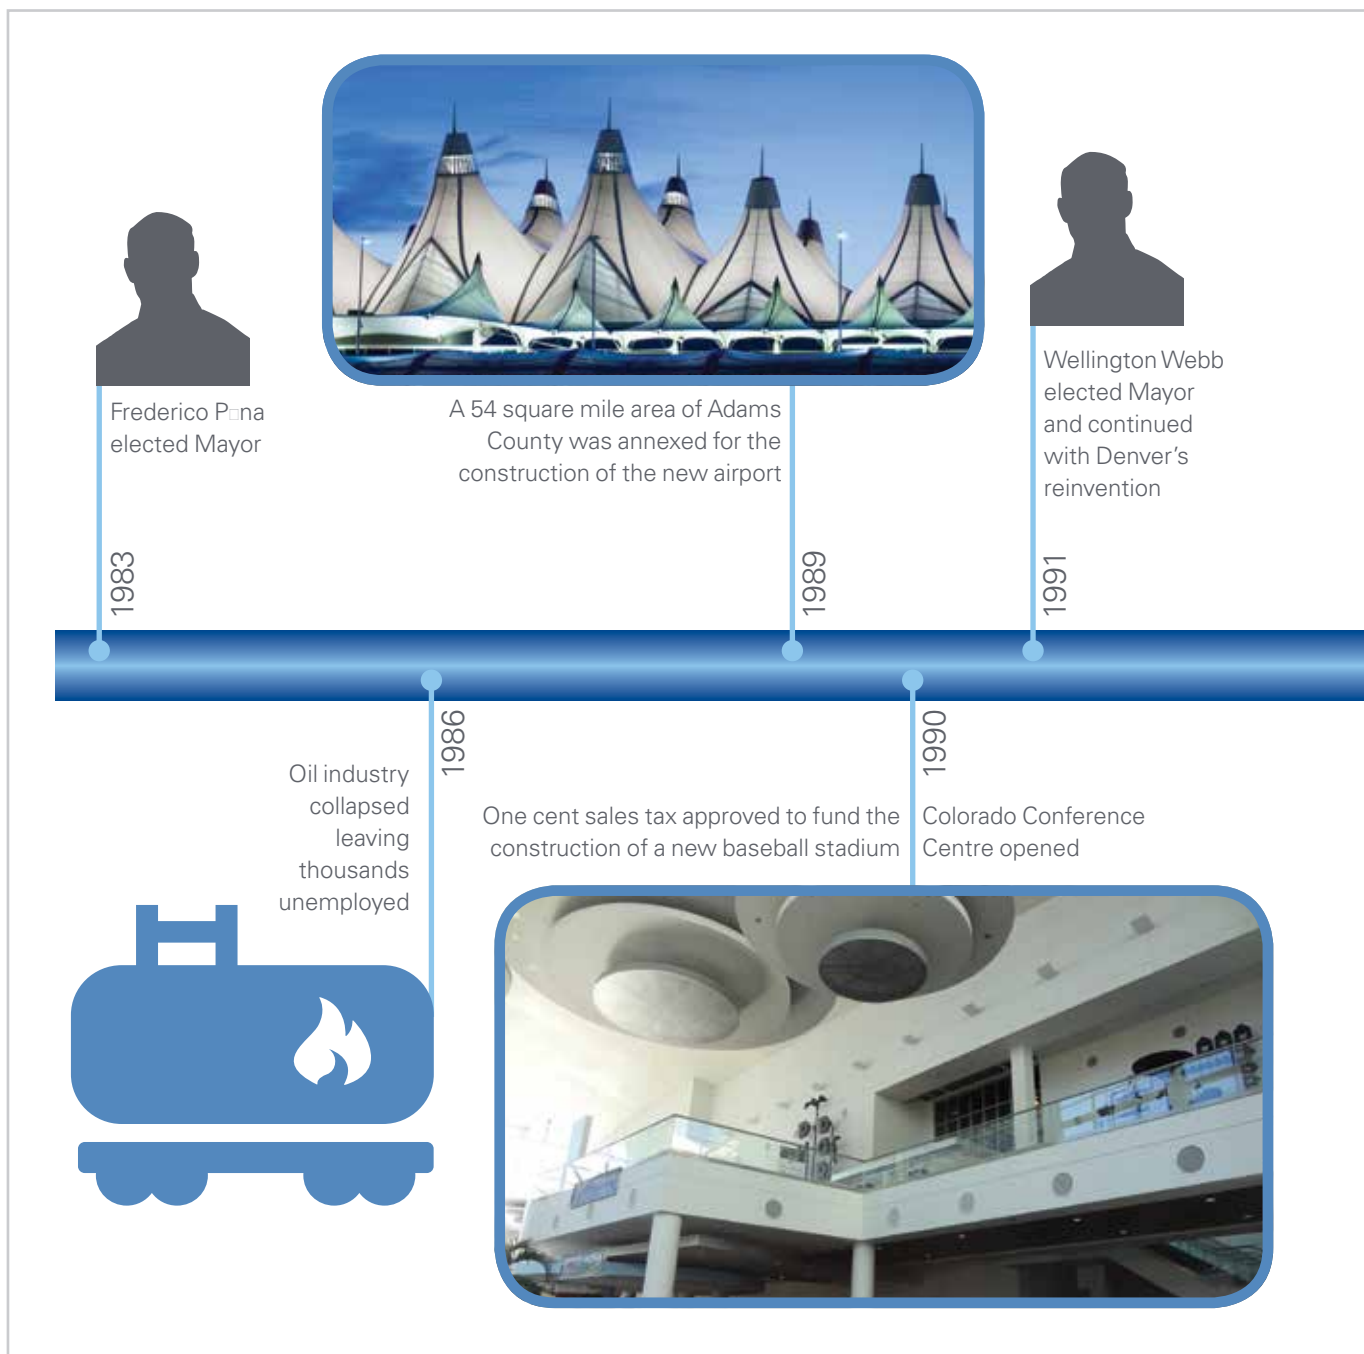 Frederico P□na
elected Mayor
1983
A 54 square mile area of Adams
County was annexed for the
construction of the new airport
1989
Wellington Webb
elected Mayor
and continued
with Denver's
reinvention
1991
Oil industry
collapsed
leaving
thousands
unemployed
1986
One cent sales tax approved to fund the
construction of a new baseball stadium
1990
Colorado Conference
Centre opened